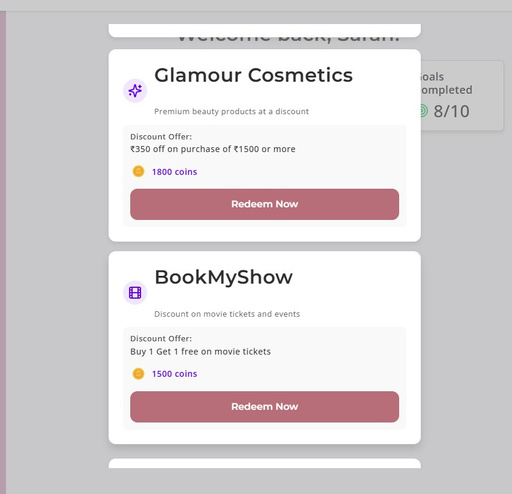 Welcome back, Sarah!
Glamour Cosmetics
Premium beauty products at a discount
Discount Offer:
₹350 off on purchase of ₹1500 or more
1800 coins
Redeem Now
oals
ompleted
8/10
BookMyShow
Discount on movie tickets and events
Discount Offer:
Buy 1 Get 1 free on movie tickets
1500 coins
Redeem Now